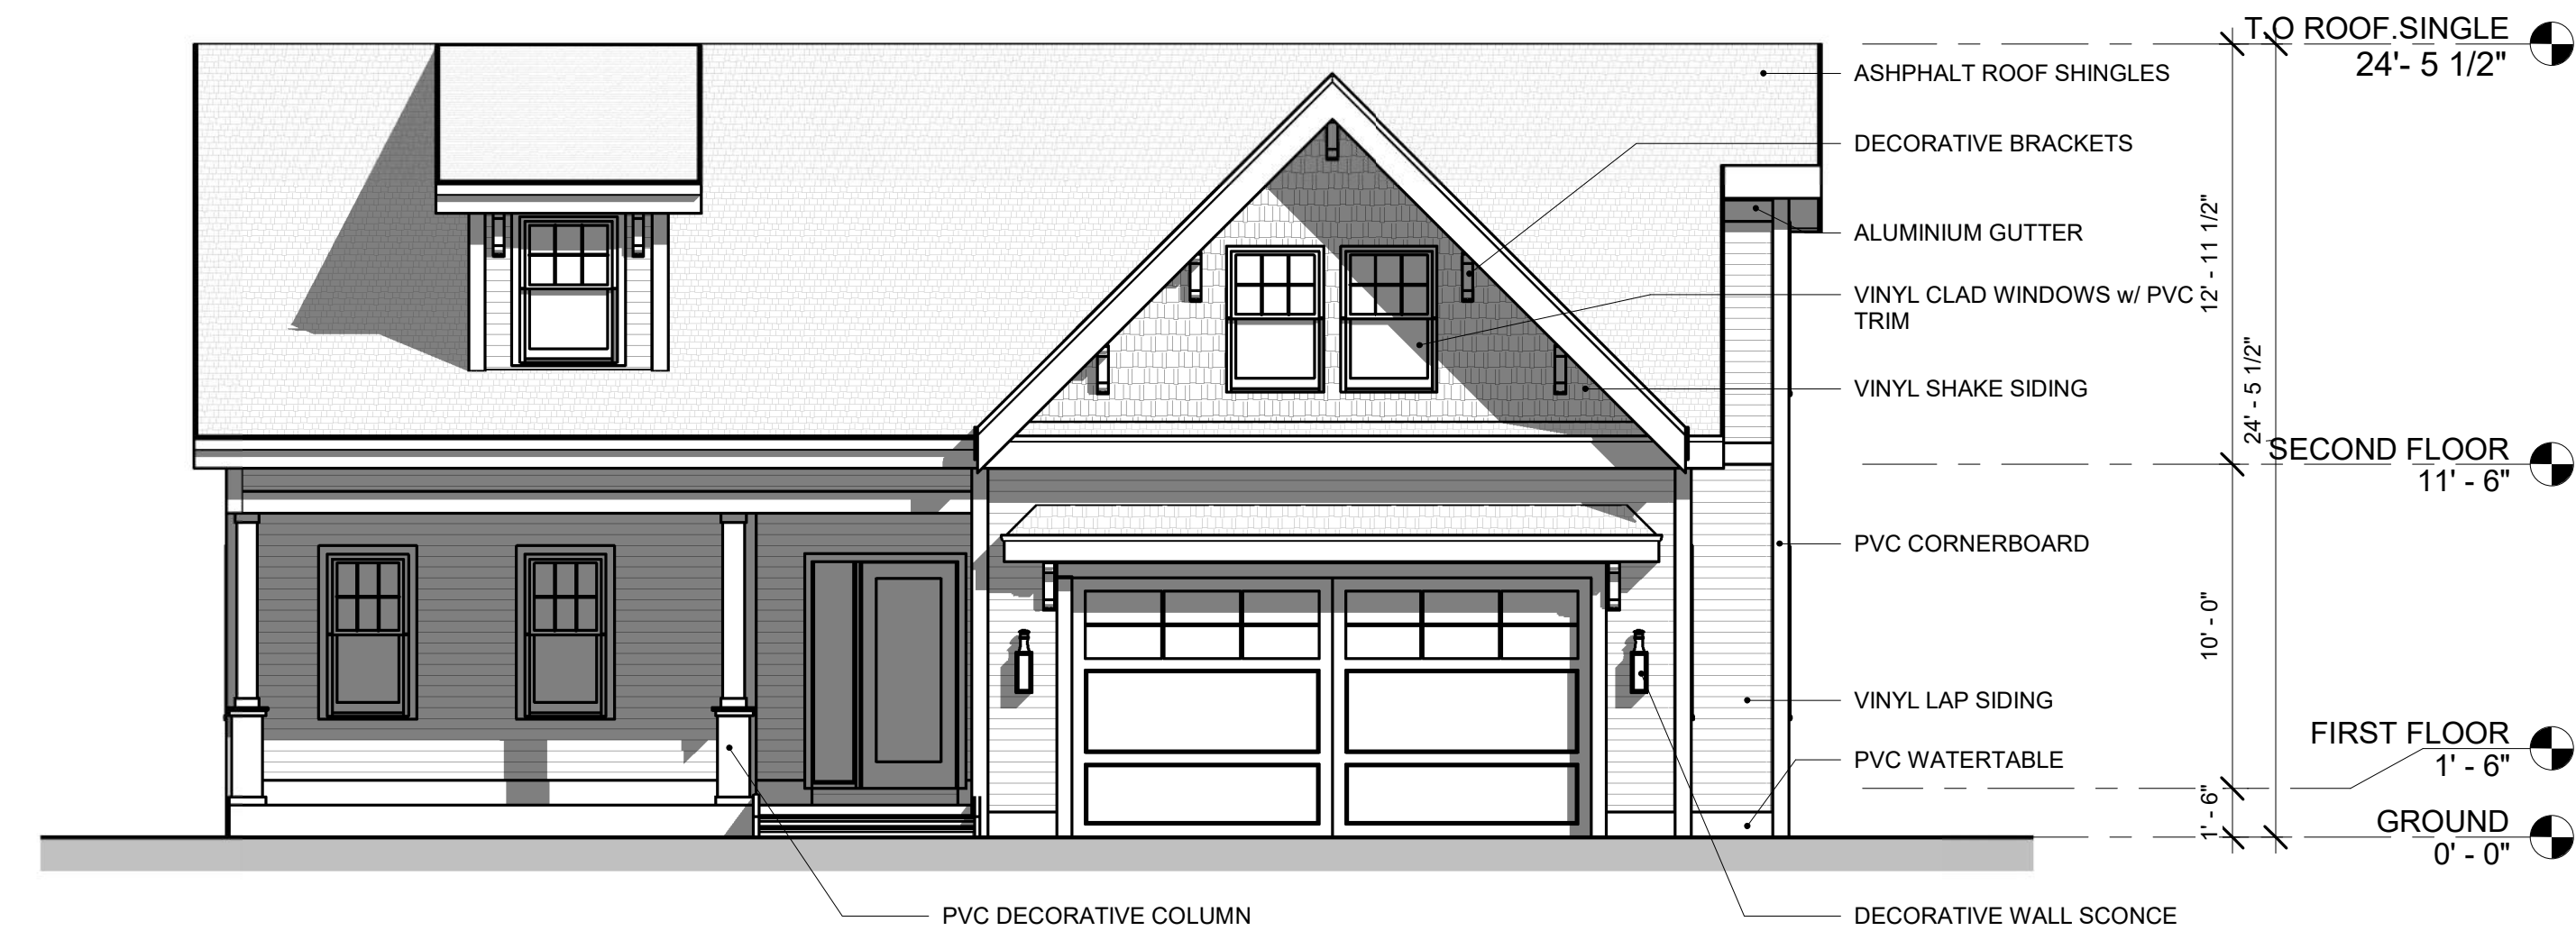 T.O ROOF.SINGLE
24'- 5 1/2"
ASHPHALT ROOF SHINGLES
DECORATIVE BRACKETS
ALUMINIUM GUTTER
12' - 11 1/2"
VINYL CLAD WINDOWS w/ PVC
TRIM
VINYL SHAKE SIDING
24' - 5 1/2"
SECOND FLOOR
11' - 6"
PVC CORNERBOARD
10' - 0"
VINYL LAP SIDING
FIRST FLOOR
1' - 6"
PVC WATERTABLE
1' - 6"
GROUND
0' - 0"
PVC DECORATIVE COLUMN
DECORATIVE WALL SCONCE